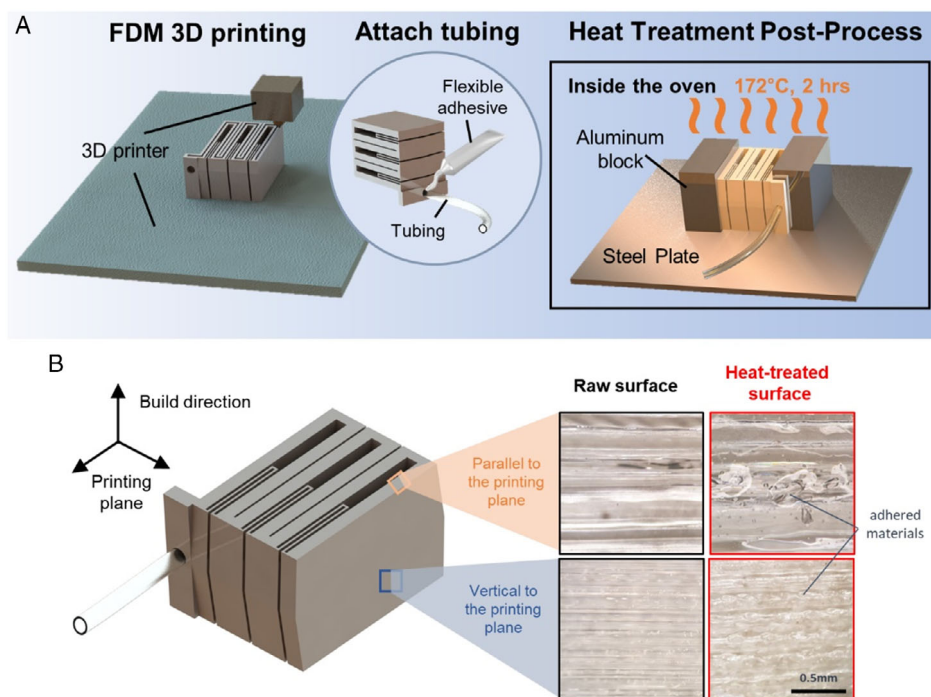 A
FDM 3D printing
Attach tubing
Heat Treatment Post-Process
3D printer
Flexible
adhesive
Tubing
Inside the oven 172°C, 2 hrs
Aluminum
block
Steel Plate
B
Build direction
Printing
plane
Raw surface
Heat-treated
surface
Parallel to
the printing
plane
Vertical to
the printing
plane
adhered
materials
0.5mm